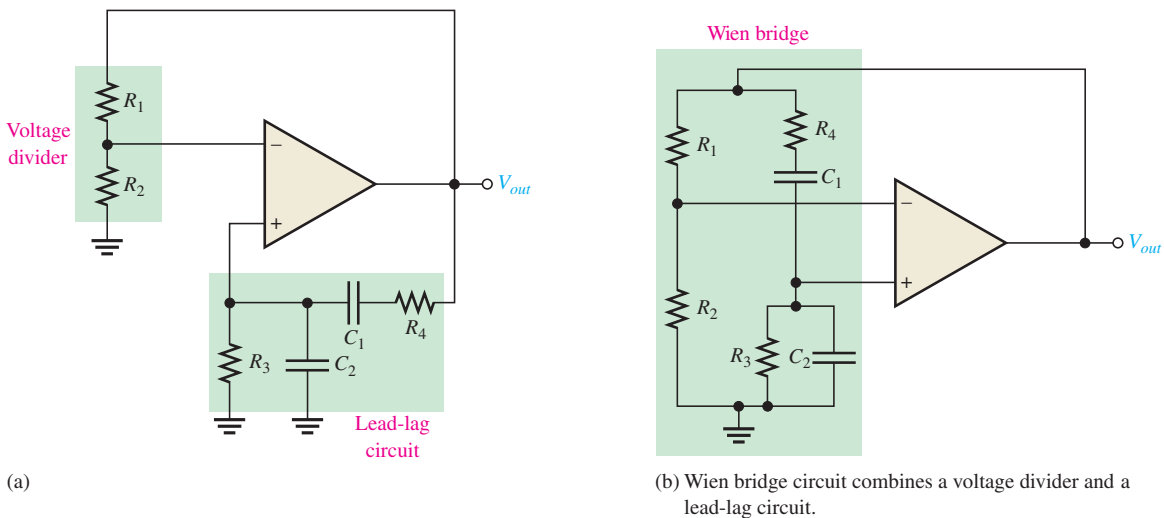 Voltage
divider
R1
R2
−
+
Vout
R3
C2
C1
R4
Lead-lag
circuit
(a)
Wien bridge
R1
R4
C1
R2
R3
C2
−
+
Vout
(b) Wien bridge circuit combines a voltage divider and a
lead-lag circuit.